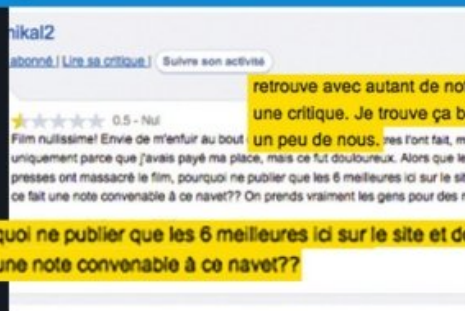 nikal2
abonné | Lire sa critique | Suivre son activité
retrouve avec autant de not
une critique. Je trouve ça b
un peu de nous.
0.5 - Nul
Film nullissime! Envie de m'enfuir au bout res l'ont fait, m
uniquement parce que j'avais payé ma place, mais ce fut douloureux. Alors que le
presses ont massacré le film, pourquoi ne publier que les 6 meilleures ici sur le sit
ce fait une note convenable à ce navet?? On prends vraiment les gens pour des
quoi ne publier que les 6 meilleures ici sur le site et de
une note convenable à ce navet??